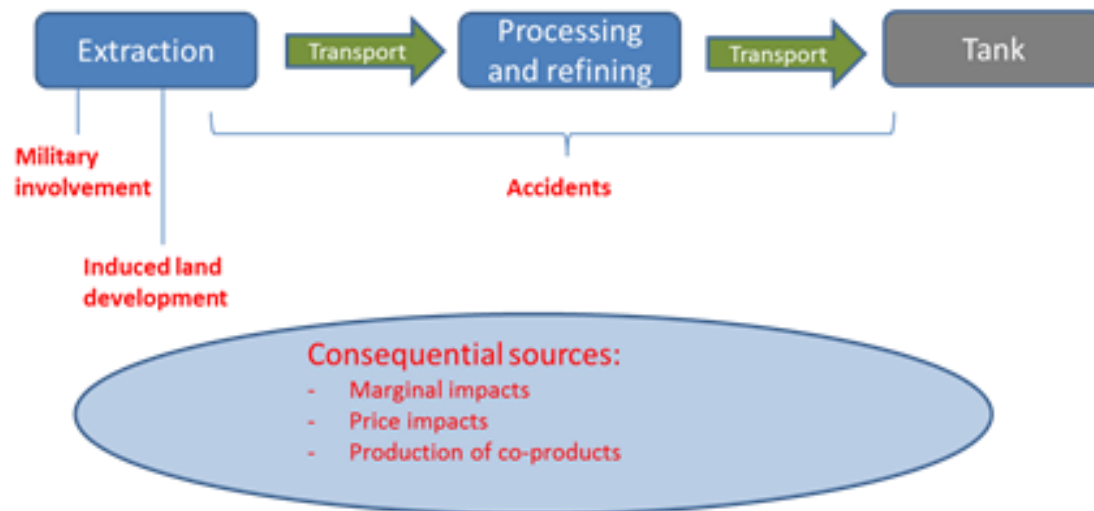 Extraction
Transport
Processing
and refining
Transport
Tank
Military
involvement
Accidents
Induced land
development
Consequential sources:
- Marginal impacts
- Price impacts
- Production of co-products